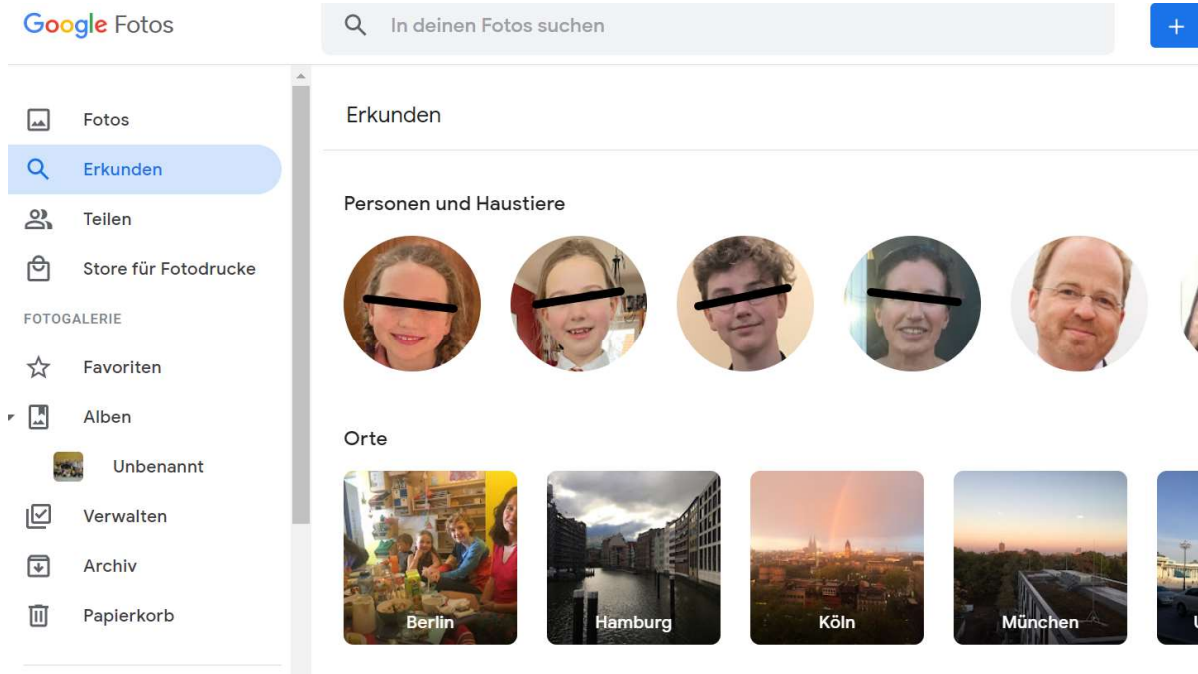 Google Fotos
In deinen Fotos suchen
Fotos
Erkunden
Teilen
Store für Fotodrucke
FOTOGALERIE
Favoriten
Alben
Unbenannt
Verwalten
Archiv
Papierkorb
Erkunden
Personen und Haustiere
Orte
Berlin
Hamburg
Köln
München